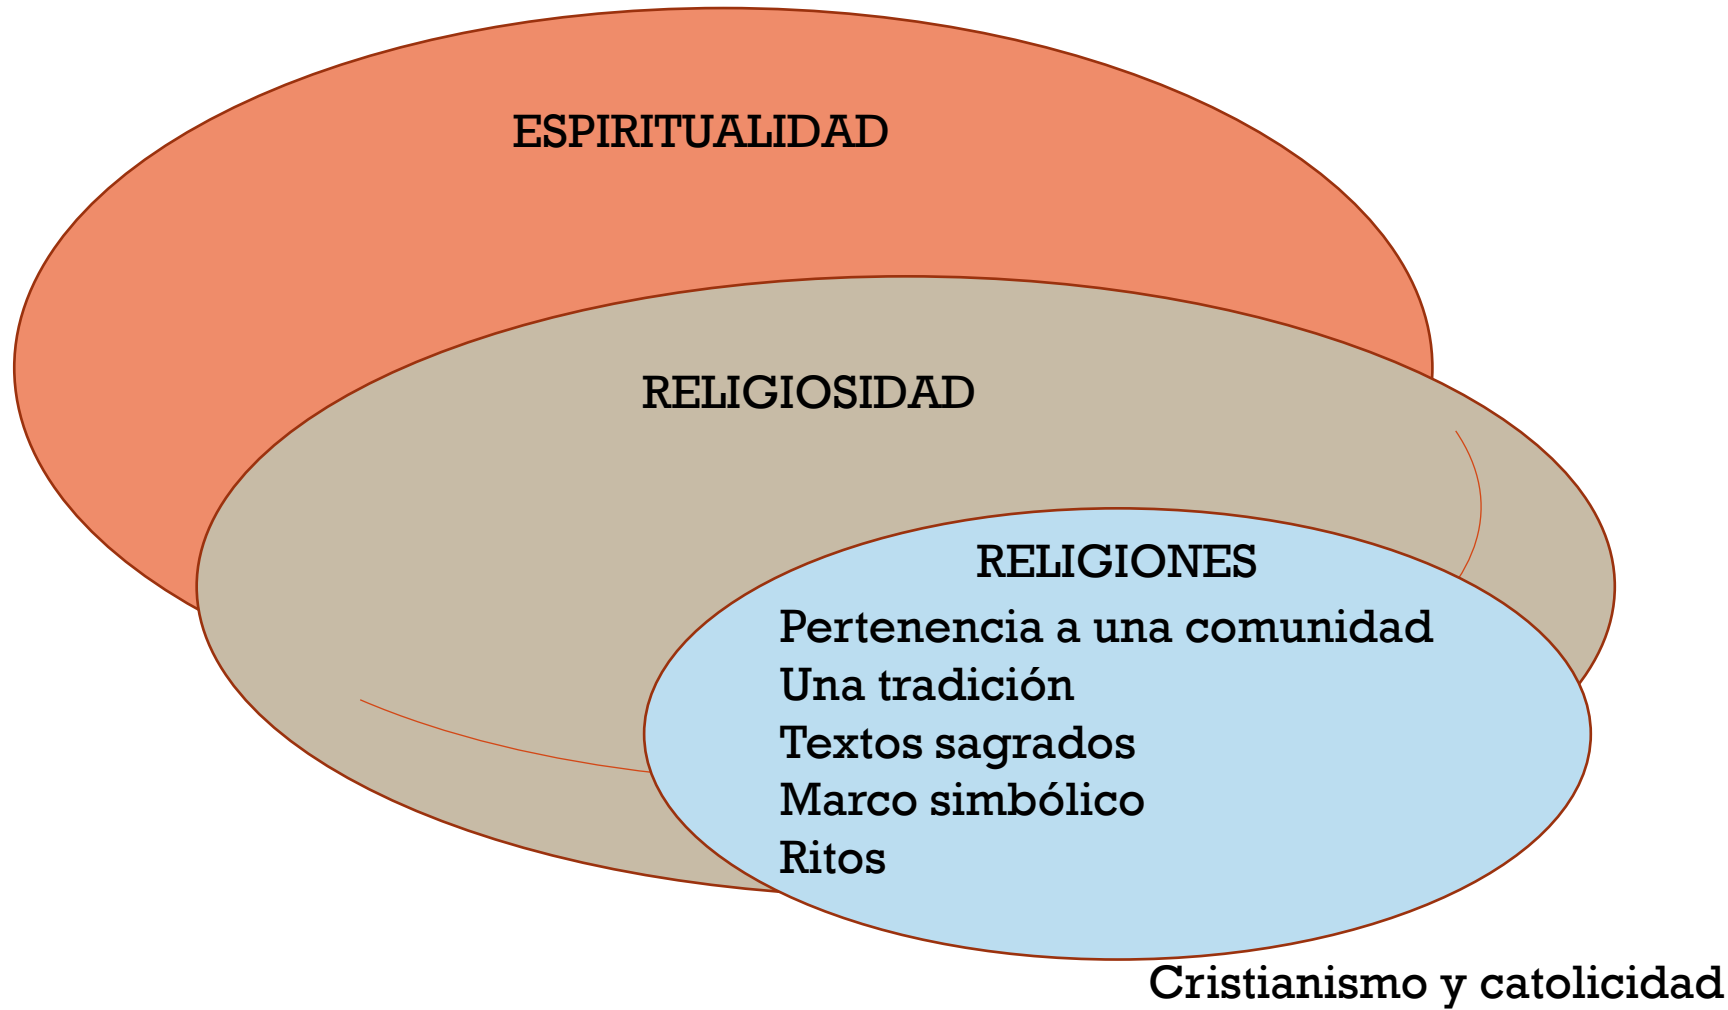 ESPIRITUALIDAD
RELIGIOSIDAD
RELIGIONES
Pertenencia a una comunidad
Una tradición
Textos sagrados
Marco simbólico
Ritos
Cristianismo y catolicidad